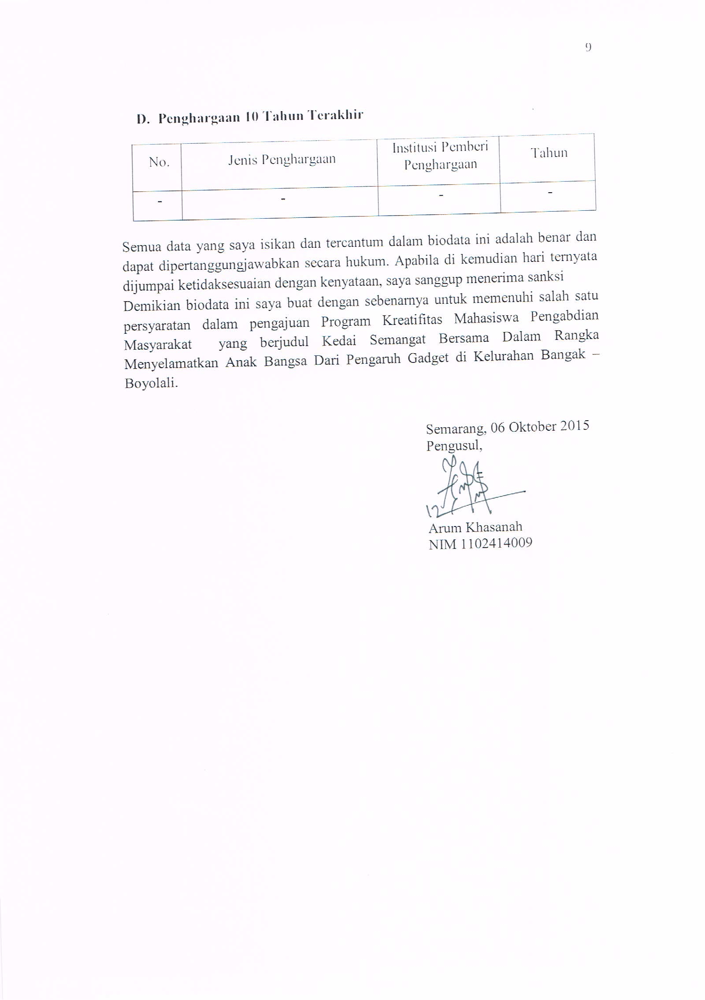 9
D. Penghargaan 10 Tahun Terakhir
No. Jenis Penghargaan Institusi Pemberi Penghargaan Tahun
- - - -
Semua data yang saya isikan dan tercantum dalam biodata ini adalah benar dan
dapat dipertanggungjawabkan secara hukum. Apabila di kemudian hari ternyata
dijumpai ketidaksesuaian dengan kenyataan, saya sanggup menerima sanksi
Demikian biodata ini saya buat dengan sebenarnya untuk memenuhi salah satu
persyaratan dalam pengajuan Program Kreatifitas Mahasiswa Pengabdian
Masyarakat yang berjudul Kedai Semangat Bersama Dalam Rangka
Menyelamatkan Anak Bangsa Dari Pengaruh Gadget di Kelurahan Bangak –
Boyolali.
Semarang, 06 Oktober 2015
Pengusul,
Arum Khasanah
NIM 1102414009